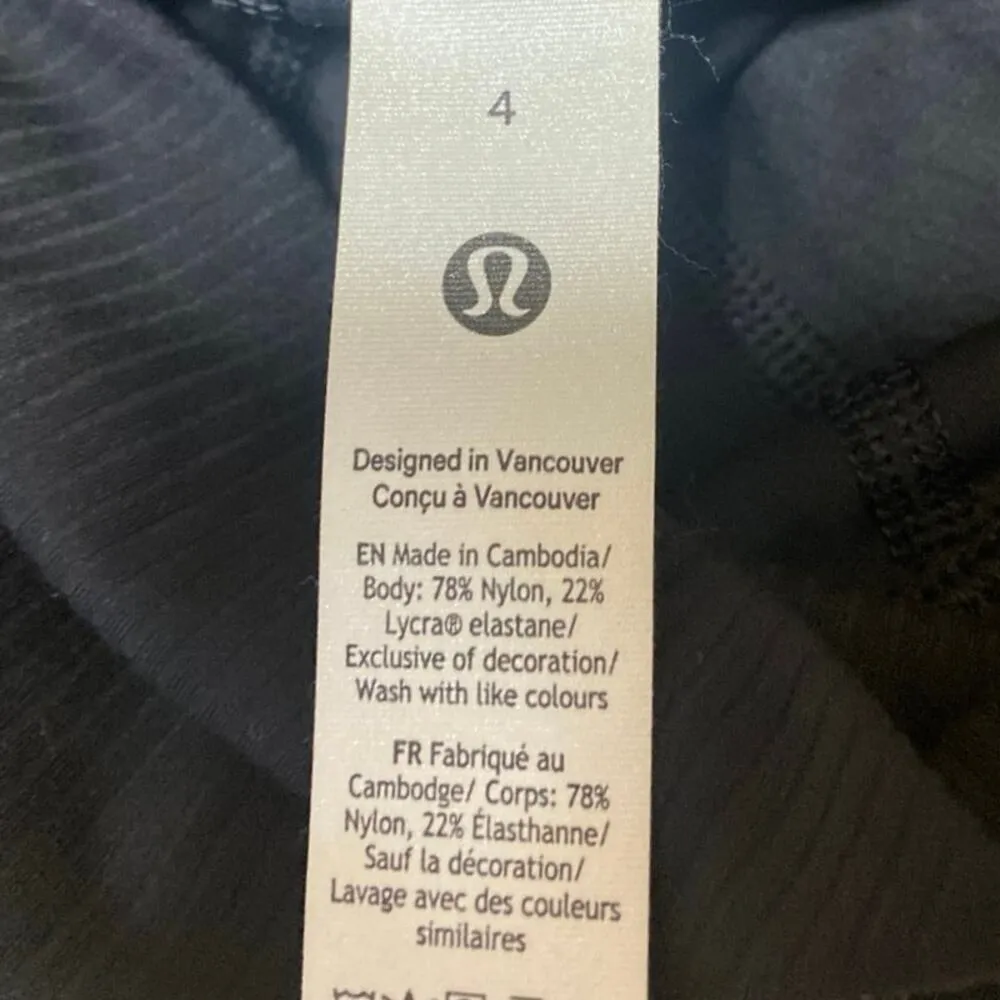 4
Designed in Vancouver
Conçu à Vancouver
EN Made in Cambodia/
Body: 78% Nylon, 22%
Lycra® elastane/
Exclusive of decoration/
Wash with like colours
FR Fabriqué au
Cambodge/ Corps: 78%
Nylon, 22% Élasthanne/
Sauf la décoration/
Lavage avec des couleurs
similaires